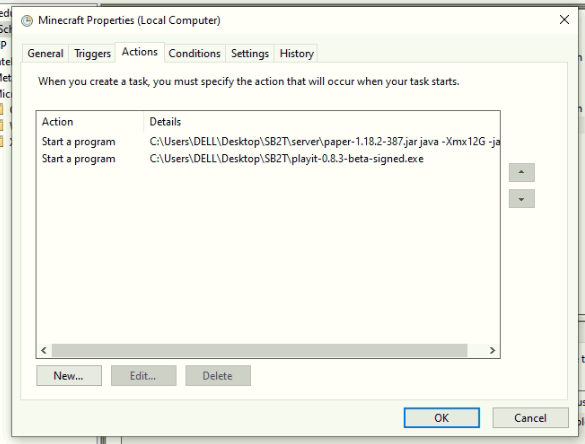 Minecraft Properties (Local Computer)
General Triggers Actions Conditions Settings History
When you create a task, you must specify the action that will occur when your task starts.
Action Details
Start a program C:\Users\DELL\Desktop\SB2T\server\paper-1.18.2-387.jar java -Xmx12G -ja
Start a program C:\Users\DELL\Desktop\SB2T\playit-0.8.3-beta-signed.exe
New... Edit... Delete
OK Cancel